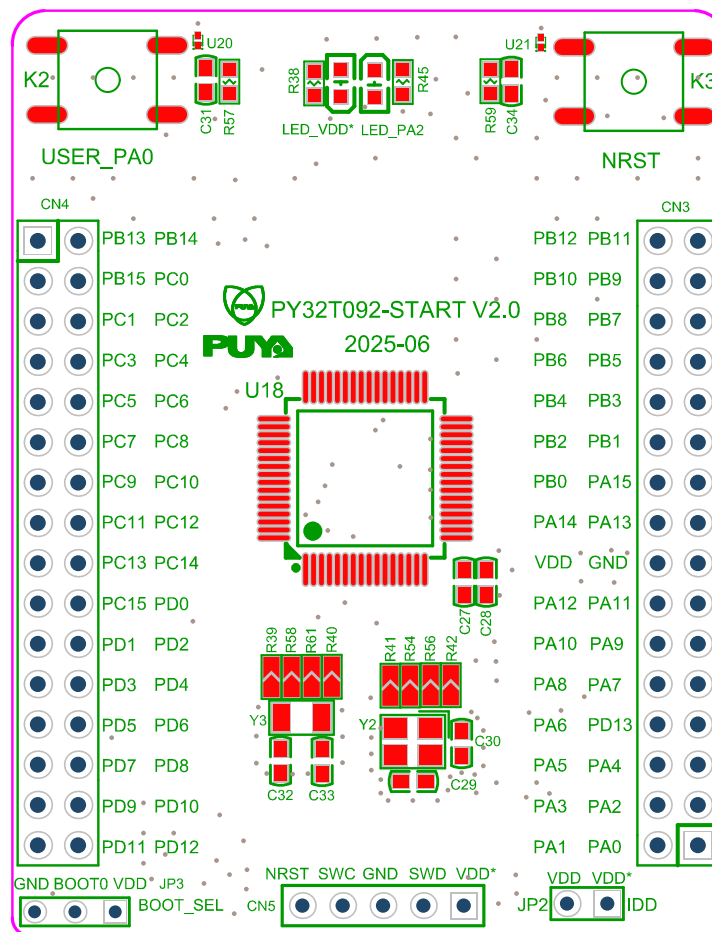 U20
U21
K2
C31
R57
R38
R45
R59
C34
K3
LED_VDD*
LED_PA2
USER_PA0
NRST
CN4
CN3
PB13 PB14
PB12 PB11
PB15 PC0
PB10 PB9
PC1 PC2
PB8 PB7
PC3 PC4
PB6 PB5
PC5 PC6
PB4 PB3
PC7 PC8
PB2 PB1
PC9 PC10
PB0 PA15
PC11 PC12
PA14 PA13
PC13 PC14
VDD GND
PC15 PD0
PA12 PA11
PD1 PD2
PA10 PA9
PD3 PD4
PA8 PA7
PD5 PD6
PA6 PD13
PD7 PD8
PA5 PA4
PD9 PD10
PA3 PA2
PD11 PD12
PA1 PA0
PUYA
PY32T092-START V2.0
PUYA
2025-06
U18
C27
C28
R39
R58
R61
R40
R41
R54
R56
R42
Y3
Y2
C30
C32
C33
C29
GND BOOT0 VDD JP3
BOOT_SEL
NRST SWC GND SWD VDD*
CN5
VDD VDD*
JP2
IDD